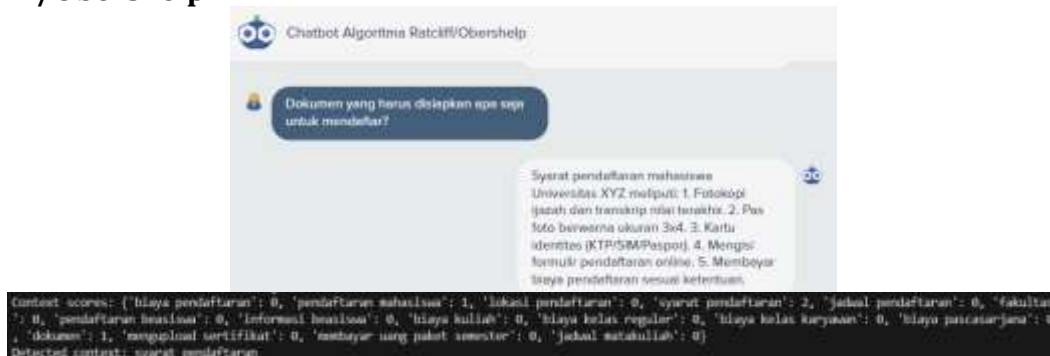 Chatbot Algoritma Ratcliff/Obershelp
Dokumen yang harus disiapkan apa saja
untuk mendaftar?
Syarat pendaftaran mahasiswa
Universitas XYZ meliputi: 1. Fotokopi
ijazah dan transkrip nilai terakhir. 2. Pas
foto berwarna ukuran 3x4. 3. Kartu
identitas (KTP/SIM/Paspor). 4. Mengisi
formulir pendaftaran online. 5. Membayar
biaya pendaftaran sesuai ketentuan.
Context scores: {'biaya pendaftaran': 0, 'pendaftaran mahasiswa': 1, 'lokasi pendaftaran': 0, 'syarat pendaftaran': 2, 'jadwal pendaftaran': 0, 'fakultas
': 0, 'pendaftaran beasiswa': 0, 'informasi beasiswa': 0, 'biaya kuliah': 0, 'biaya kelas reguler': 0, 'biaya kelas karyawan': 0, 'biaya pascasarjana': 0
, 'dokumen': 1, 'mengupload sertifikat': 0, 'membayar uang paket semester': 0, 'jadwal matakuliah': 0}
Detected context: syarat pendaftaran